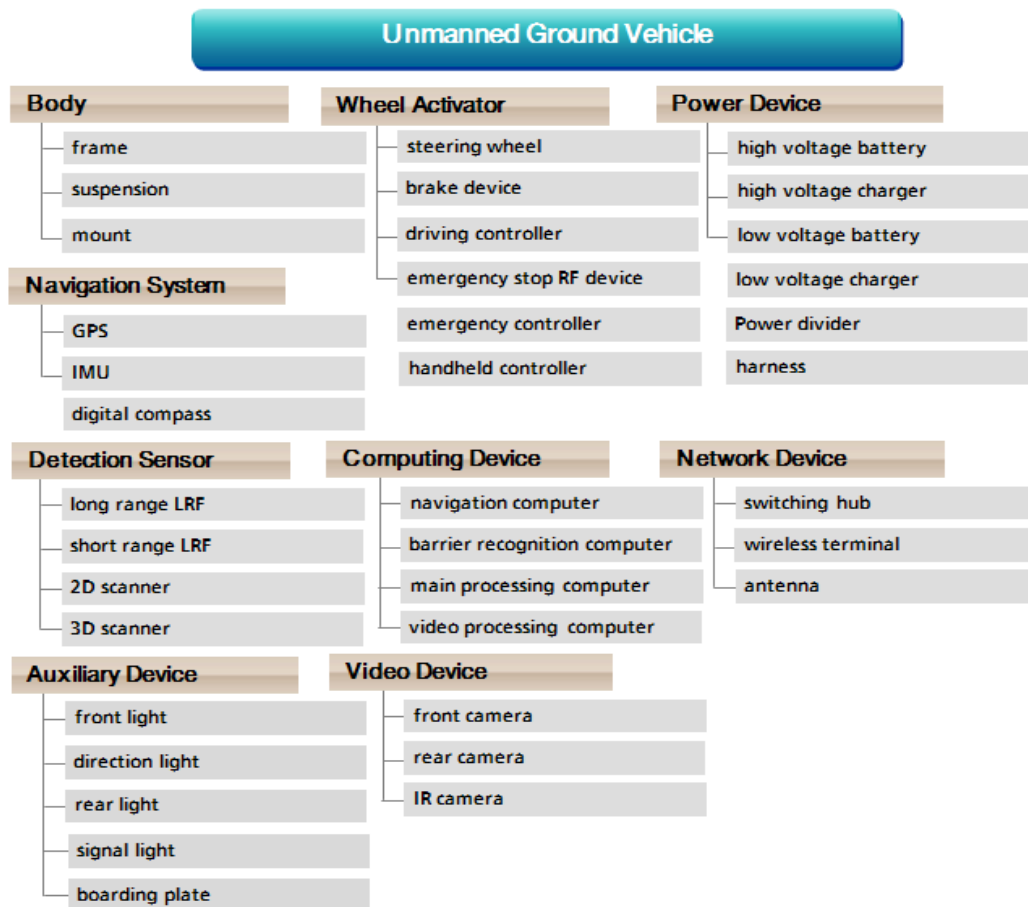 Unmanned Ground Vehicle
Body
frame
suspension
mount
Wheel Activator
steering wheel
brake device
driving controller
emergency stop RF device
emergency controller
handheld controller
Power Device
high voltage battery
high voltage charger
low voltage battery
low voltage charger
Power divider
harness
Navigation System
GPS
IMU
digital compass
Detection Sensor
long range LRF
short range LRF
2D scanner
3D scanner
Computing Device
navigation computer
barrier recognition computer
main processing computer
video processing computer
Network Device
switching hub
wireless terminal
antenna
Auxiliary Device
front light
direction light
rear light
signal light
boarding plate
Video Device
front camera
rear camera
IR camera